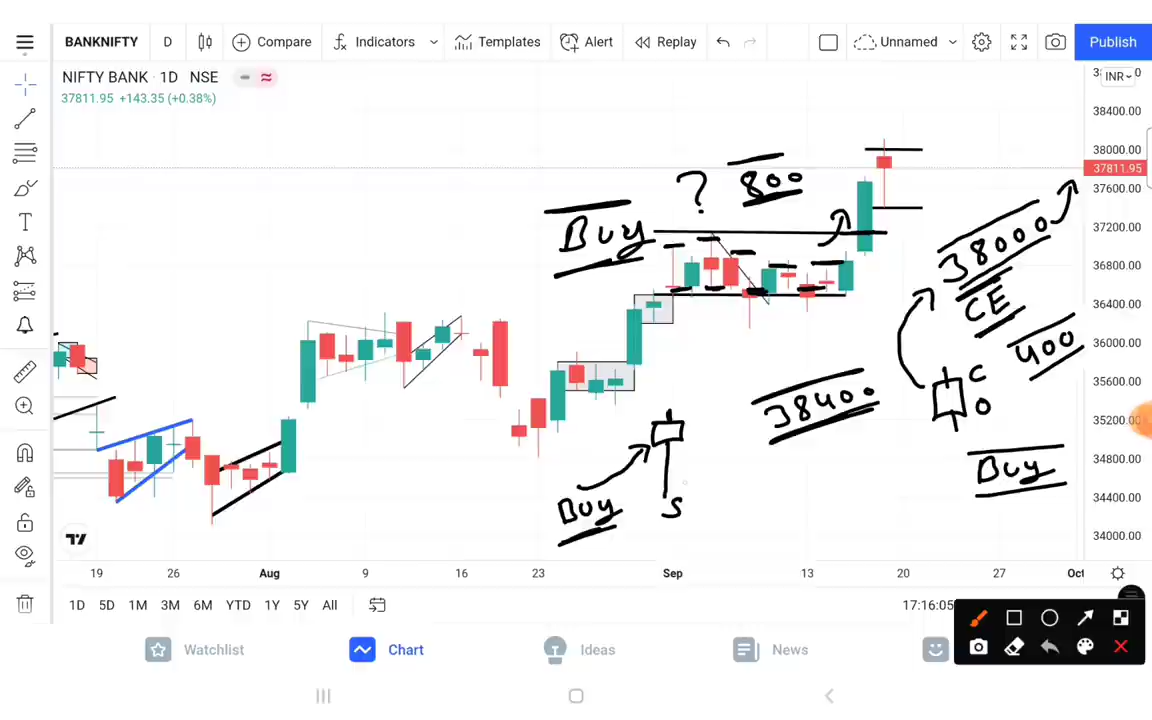 BANKNIFTY D Compare Indicators Templates Alert Replay Unnamed Publish
NIFTY BANK · 1D NSE
37811.95 +143.35 (+0.38%)
INR
38400.00
38000.00
37811.95
37600.00
37200.00
36800.00
36400.00
36000.00
35600.00
35200.00
34800.00
34400.00
34000.00
? 800
Buy
38000
CE
400
C
O
38400
Buy
Buy
S
19 26 Aug 9 16 23 Sep 13 20 27 Oct
1D 5D 1M 3M 6M YTD 1Y 5Y All
17:16:05
Watchlist Chart Ideas News